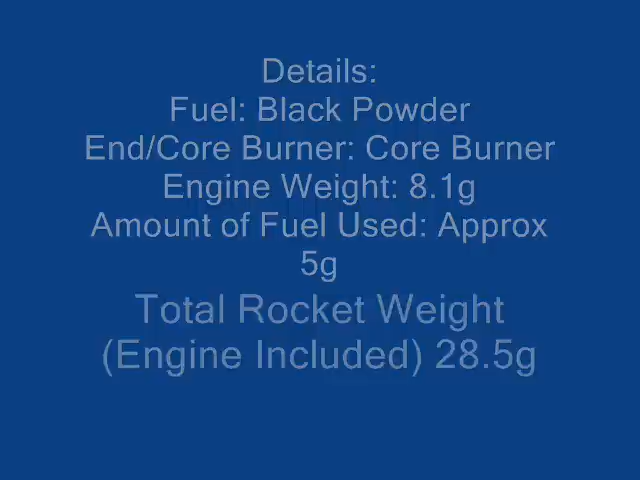 Details:
Fuel: Black Powder
End/Core Burner: Core Burner
Engine Weight: 8.1g
Amount of Fuel Used: Approx
5g
Total Rocket Weight
(Engine Included) 28.5g